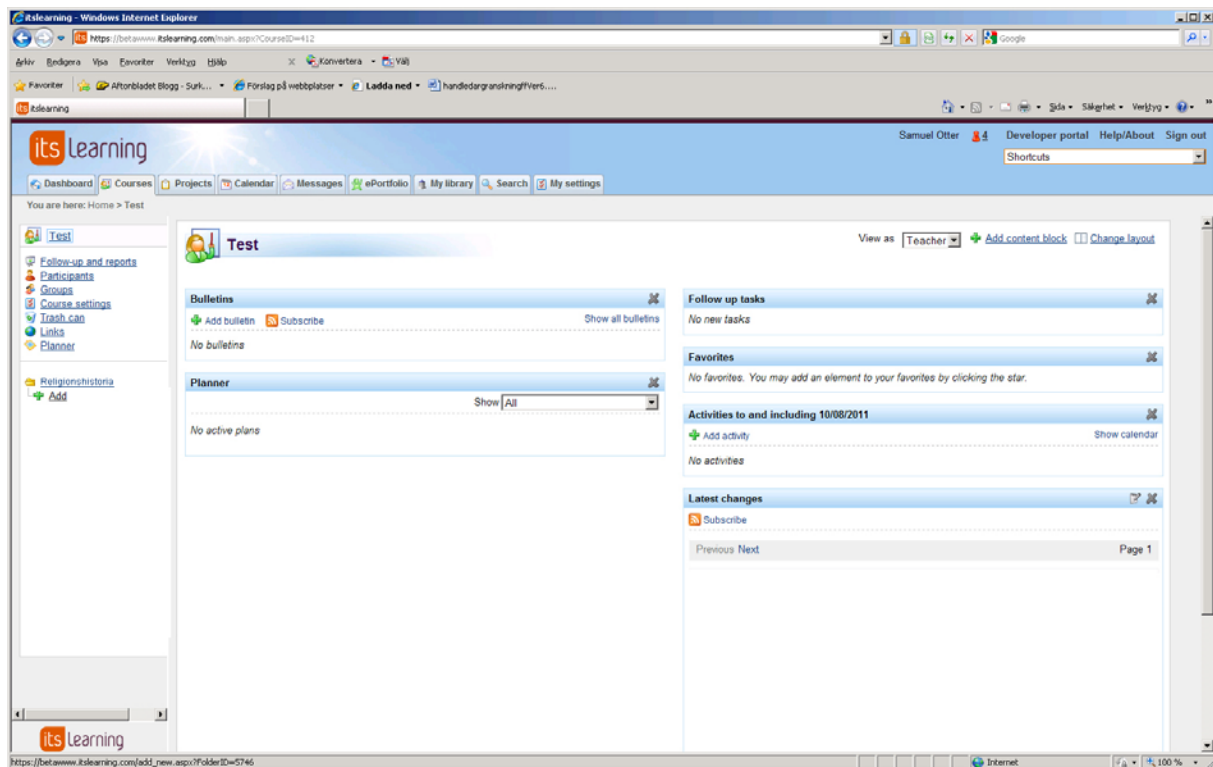 itslearning - Windows Internet Explorer
https://betawww.itslearning.com/main.aspx?CourseID=412
Google
Arkiv Redigera Visa Favoriter Verktyg Hjälp x Konvertera Välj
Favoriter Aftonbladet Blogg - Surk... Förslag på webbplatser Ladda ned handledargranskningffVer6....
itslearning
Sida Säkerhet Verktyg
its Learning
Samuel Otter 4 Developer portal Help/About Sign out
Shortcuts
Dashboard Courses Projects Calendar Messages ePortfolio My library Search My settings
You are here: Home > Test
Test
Follow-up and reports
Participants
Groups
Course settings
Trash can
Links
Planner
Religionshistoria
Add
Test
View as Teacher Add content block Change layout
Bulletins
Add bulletin Subscribe Show all bulletins
No bulletins
Planner
Show All
No active plans
Follow up tasks
No new tasks
Favorites
No favorites. You may add an element to your favorites by clicking the star.
Activities to and including 10/08/2011
Add activity Show calendar
No activities
Latest changes
Subscribe
Previous Next Page 1
its Learning
https://betawww.itslearning.com/add_new.aspx?FolderID=5746
Internet
100 %